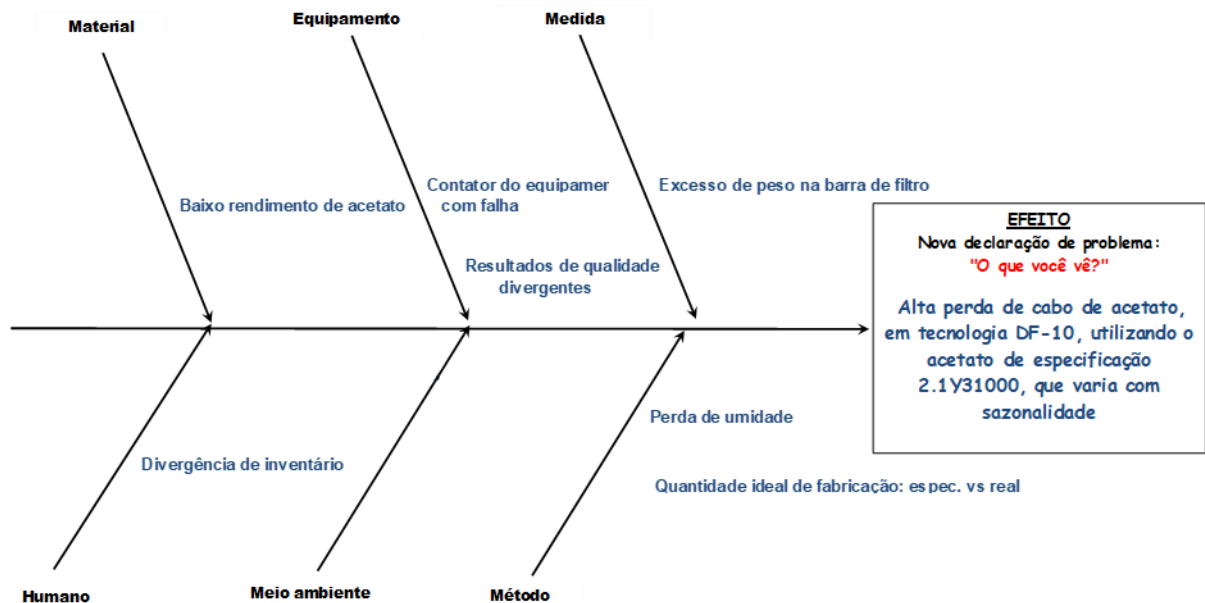 Material
Equipamento
Medida
Baixo rendimento de acetato
Contator do equipamer
com falha
Resultados de qualidade
divergentes
Excesso de peso na barra de filtro
EFEITO
Nova declaração de problema:
"O que você vê?"
Alta perda de cabo de acetato,
em tecnologia DF-10, utilizando o
acetato de especificação
2.1Y31000, que varia com
sazonalidade
Divergência de inventário
Perda de umidade
Quantidade ideal de fabricação: espec. vs real
Humano
Meio ambiente
Método